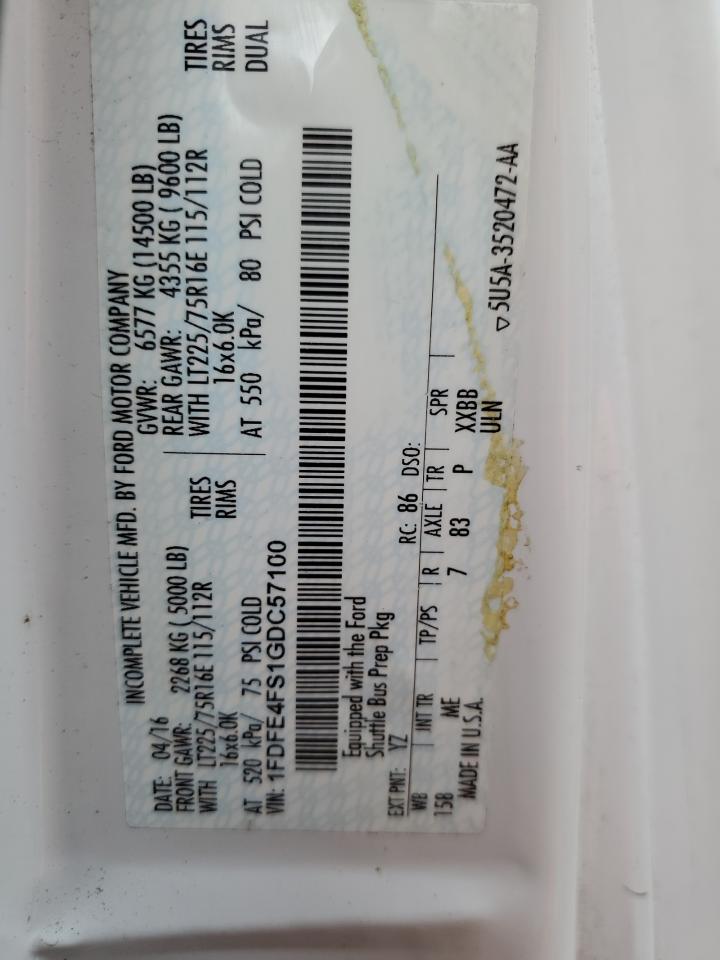 INCOMPLETE VEHICLE MFD. BY FORD MOTOR COMPANY
DATE: 04/16 GVWR: 6577 KG (14500 LB)
FRONT GAWR: 2268 KG ( 5000 LB) REAR GAWR: 4355 KG ( 9600 LB)
WITH LT225/75R16E 115/112R TIRES WITH LT225/75R16E 115/112R TIRES
16x6.0K RIMS 16x6.0K RIMS
AT 520 kPa/ 75 PSI COLD AT 550 kPa/ 80 PSI COLD DUAL
VIN: 1FDFE4FS1GDC57100
Equipped with the Ford
Shuttle Bus Prep Pkg
EXT PNT: YZ RC: 86 DSO:
WB INT TR TP/PS R AXLE TR SPR
158 ME 7 83 P XXBB
MADE IN U.S.A. ULN
▽ 5U5A-3520472-AA